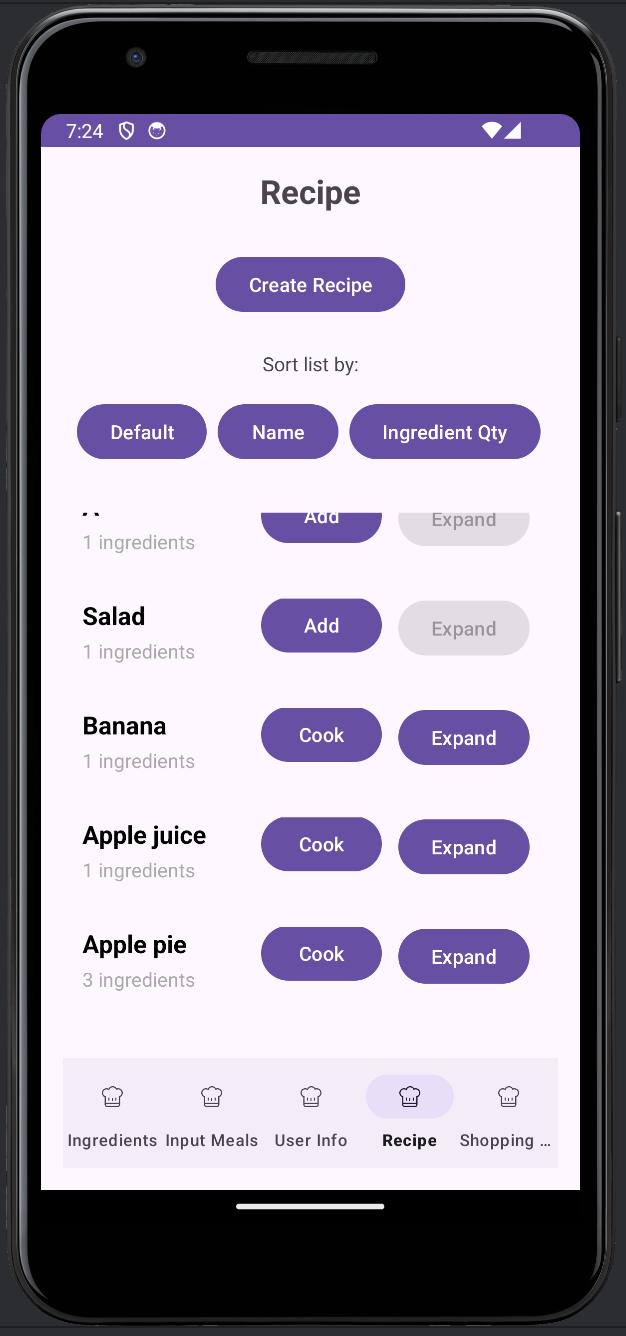 7:24
Recipe
Create Recipe
Sort list by:
Default Name Ingredient Qty
Add Expand
1 ingredients
Salad Add Expand
1 ingredients
Banana Cook Expand
1 ingredients
Apple juice Cook Expand
1 ingredients
Apple pie Cook Expand
3 ingredients
Ingredients Input Meals User Info Recipe Shopping ...